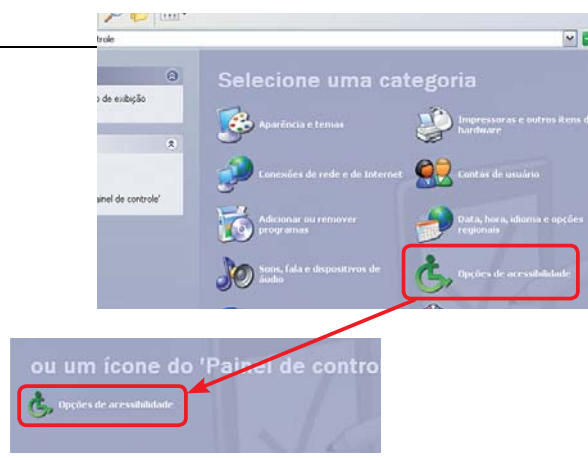 trole
Selecione uma categoria
o de exibição
Aparência e temas
Impressoras e outros itens d
hardware
Conexões de rede e de Internet
Contas de usuário
ainel de controle'
Adicionar ou remover
programas
Data, hora, idioma e opções
regionais
Sons, fala e dispositivos de
áudio
Opções de acessibilidade
ou um ícone do 'Painel de contro
Opções de acessibilidade